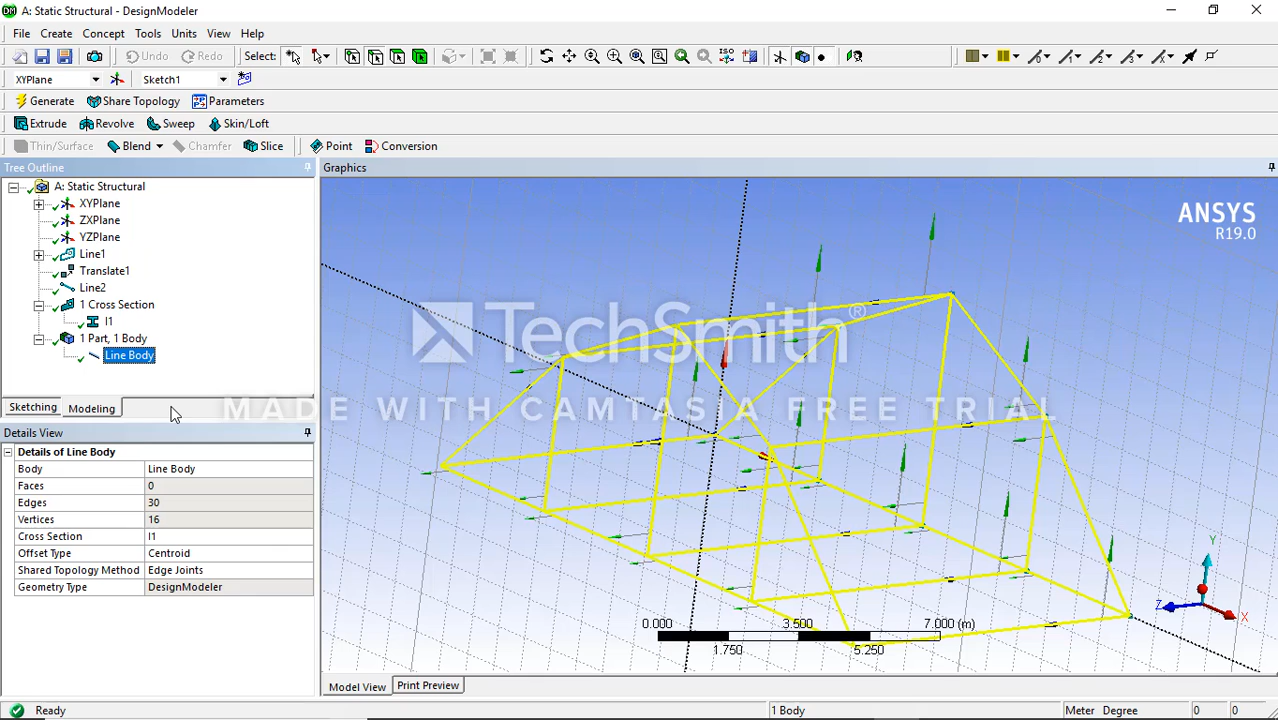 A: Static Structural - DesignModeler
File Create Concept Tools Units View Help
Undo Redo Select:
XYPlane Sketch1
Generate Share Topology Parameters
Extrude Revolve Sweep Skin/Loft
Thin/Surface Blend Chamfer Slice Point Conversion
Tree Outline
A: Static Structural
XYPlane
ZXPlane
YZPlane
Line1
Translate1
Line2
1 Cross Section
I1
1 Part, 1 Body
Line Body
Sketching Modeling
Details View
Details of Line Body
Body Line Body
Faces 0
Edges 30
Vertices 16
Cross Section I1
Offset Type Centroid
Shared Topology Method Edge Joints
Geometry Type DesignModeler
Graphics
ANSYS
R19.0
TechSmith®
MADE WITH CAMTASIA FREE TRIAL
Y
Z
X
0.000 3.500 7.000 (m)
1.750 5.250
Model View Print Preview
Ready 1 Body Meter Degree 0 0